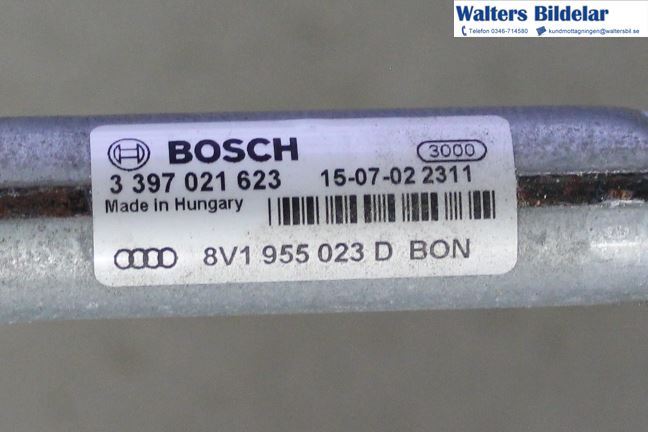 Walters Bildelar
Telefon 0346-714580 kundmottagningen@waltersbil.se
BOSCH 3000
3 397 021 623 15-07-02 2311
Made in Hungary
8V1 955 023 D BON